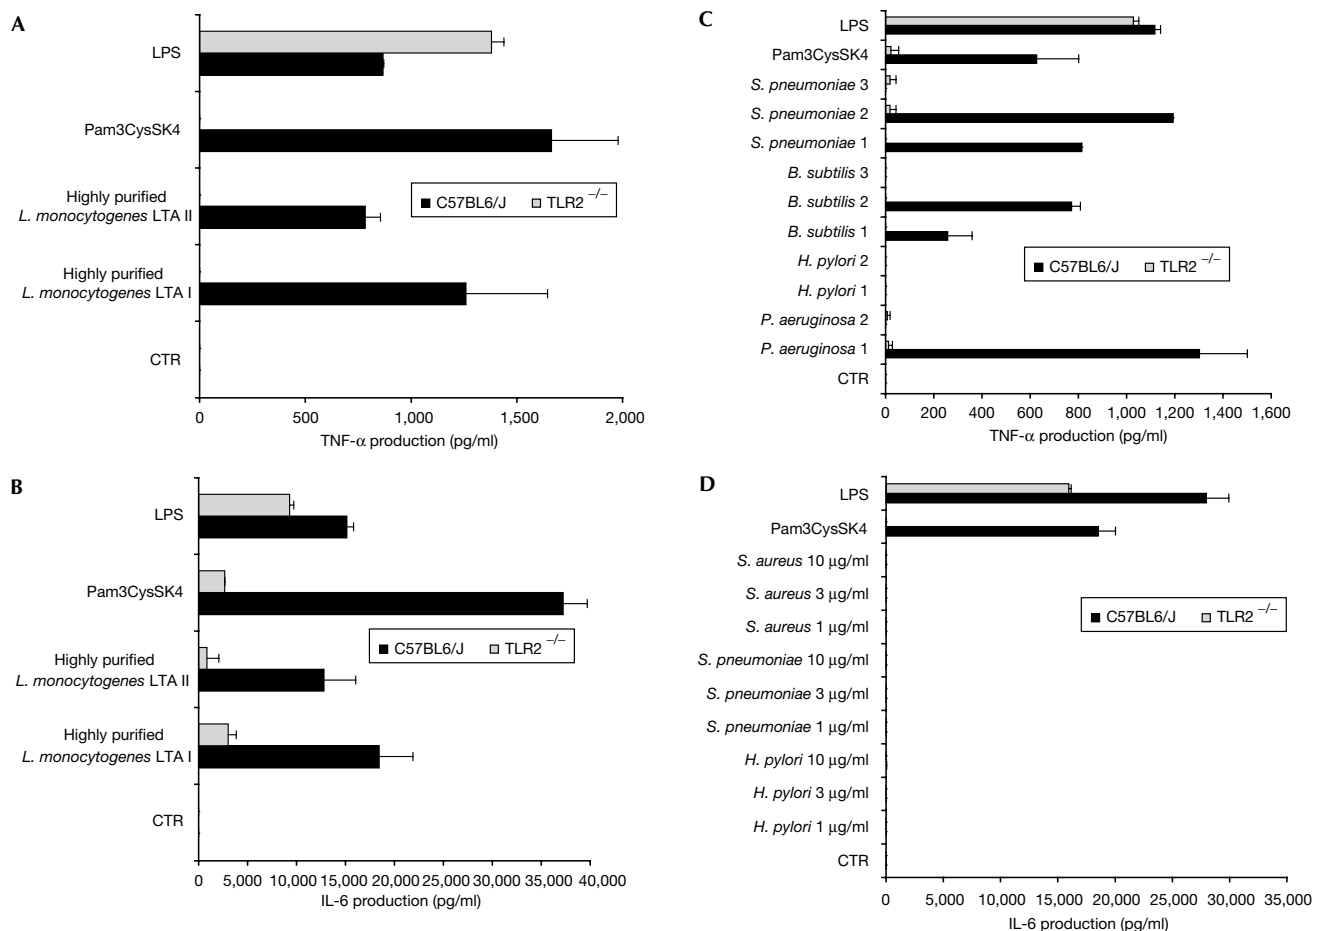 A
LPS
Pam3CysSK4
Highly purified
L. monocytogenes LTA II
Highly purified
L. monocytogenes LTA I
CTR
C57BL6/J TLR2 −/−
0 500 1,000 1,500 2,000
TNF-α production (pg/ml)
B
LPS
Pam3CysSK4
Highly purified
L. monocytogenes LTA II
Highly purified
L. monocytogenes LTA I
CTR
C57BL6/J TLR2 −/−
0 5,000 10,000 15,000 20,000 25,000 30,000 35,000 40,000
IL-6 production (pg/ml)
C
LPS
Pam3CysSK4
S. pneumoniae 3
S. pneumoniae 2
S. pneumoniae 1
B. subtilis 3
B. subtilis 2
B. subtilis 1
H. pylori 2
H. pylori 1
P. aeruginosa 2
P. aeruginosa 1
CTR
C57BL6/J TLR2 −/−
0 200 400 600 800 1,000 1,200 1,400 1,600
TNF-α production (pg/ml)
D
LPS
Pam3CysSK4
S. aureus 10 μg/ml
S. aureus 3 μg/ml
S. aureus 1 μg/ml
S. pneumoniae 10 μg/ml
S. pneumoniae 3 μg/ml
S. pneumoniae 1 μg/ml
H. pylori 10 μg/ml
H. pylori 3 μg/ml
H. pylori 1 μg/ml
CTR
C57BL6/J TLR2 −/−
0 5,000 10,000 15,000 20,000 25,000 30,000 35,000
IL-6 production (pg/ml)